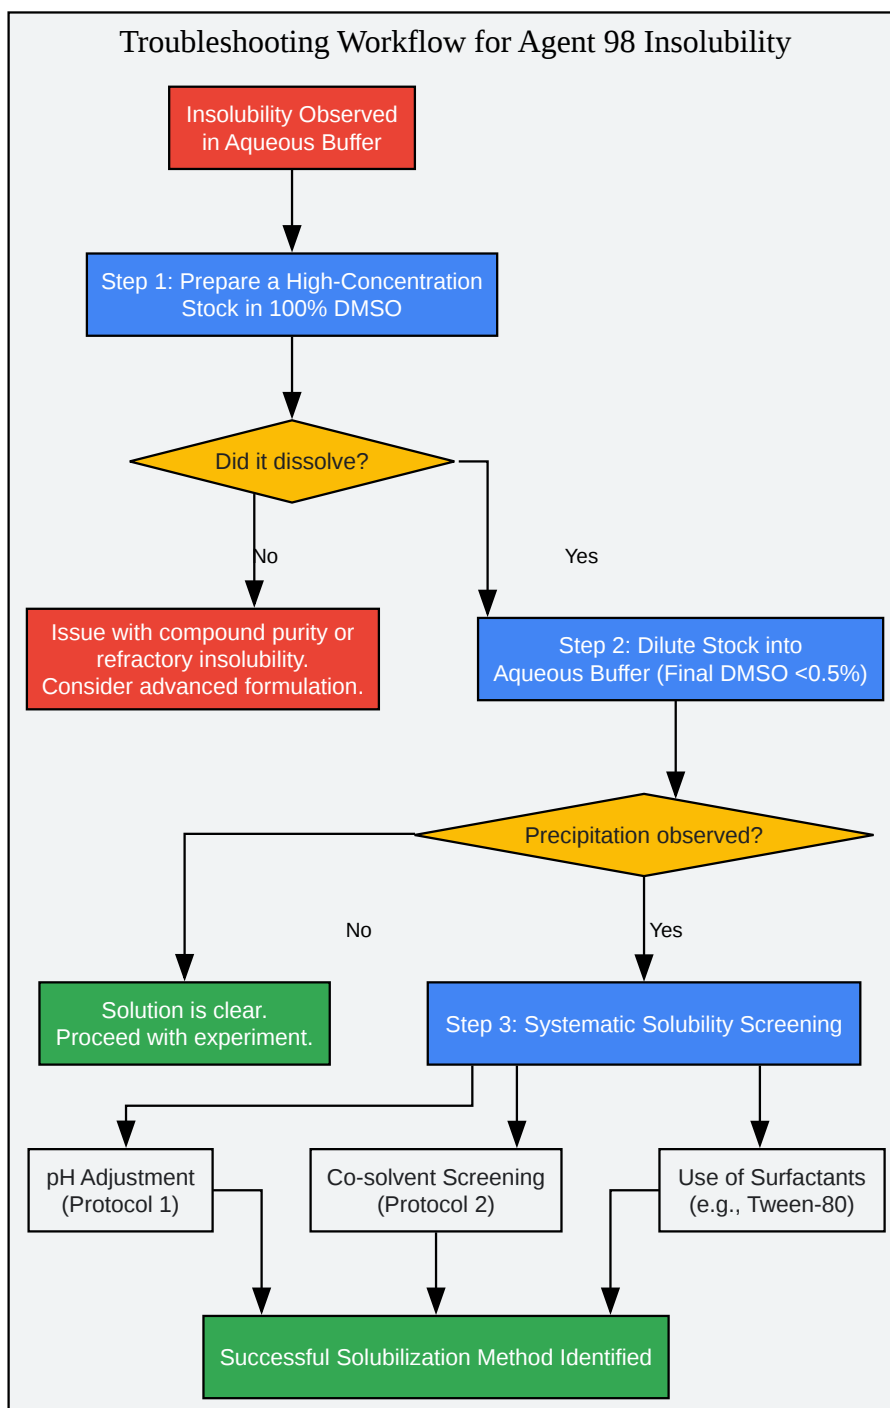 Troubleshooting Workflow for Agent 98 Insolubility
Insolubility Observed
in Aqueous Buffer
Step 1: Prepare a High-Concentration
Stock in 100% DMSO
Did it dissolve?
No
Yes
Issue with compound purity or
refractory insolubility.
Consider advanced formulation.
Step 2: Dilute Stock into
Aqueous Buffer (Final DMSO <0.5%)
Precipitation observed?
No
Yes
Solution is clear.
Proceed with experiment.
Step 3: Systematic Solubility Screening
pH Adjustment
(Protocol 1)
Co-solvent Screening
(Protocol 2)
Use of Surfactants
(e.g., Tween-80)
Successful Solubilization Method Identified